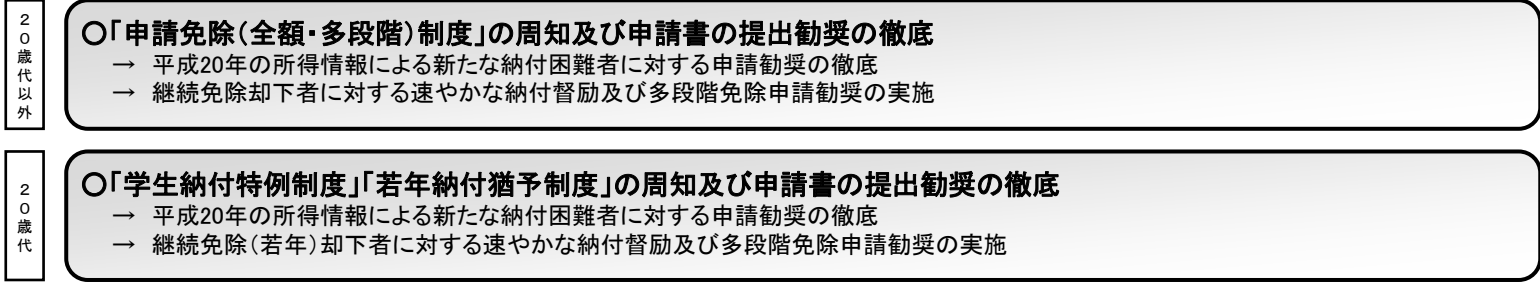 20歳代以外
○「申請免除(全額・多段階)制度」の周知及び申請書の提出勧奨の徹底
→ 平成20年の所得情報による新たな納付困難者に対する申請勧奨の徹底
→ 継続免除却下者に対する速やかな納付督励及び多段階免除申請勧奨の実施
20歳代
○「学生納付特例制度」「若年納付猶予制度」の周知及び申請書の提出勧奨の徹底
→ 平成20年の所得情報による新たな納付困難者に対する申請勧奨の徹底
→ 継続免除(若年)却下者に対する速やかな納付督励及び多段階免除申請勧奨の実施